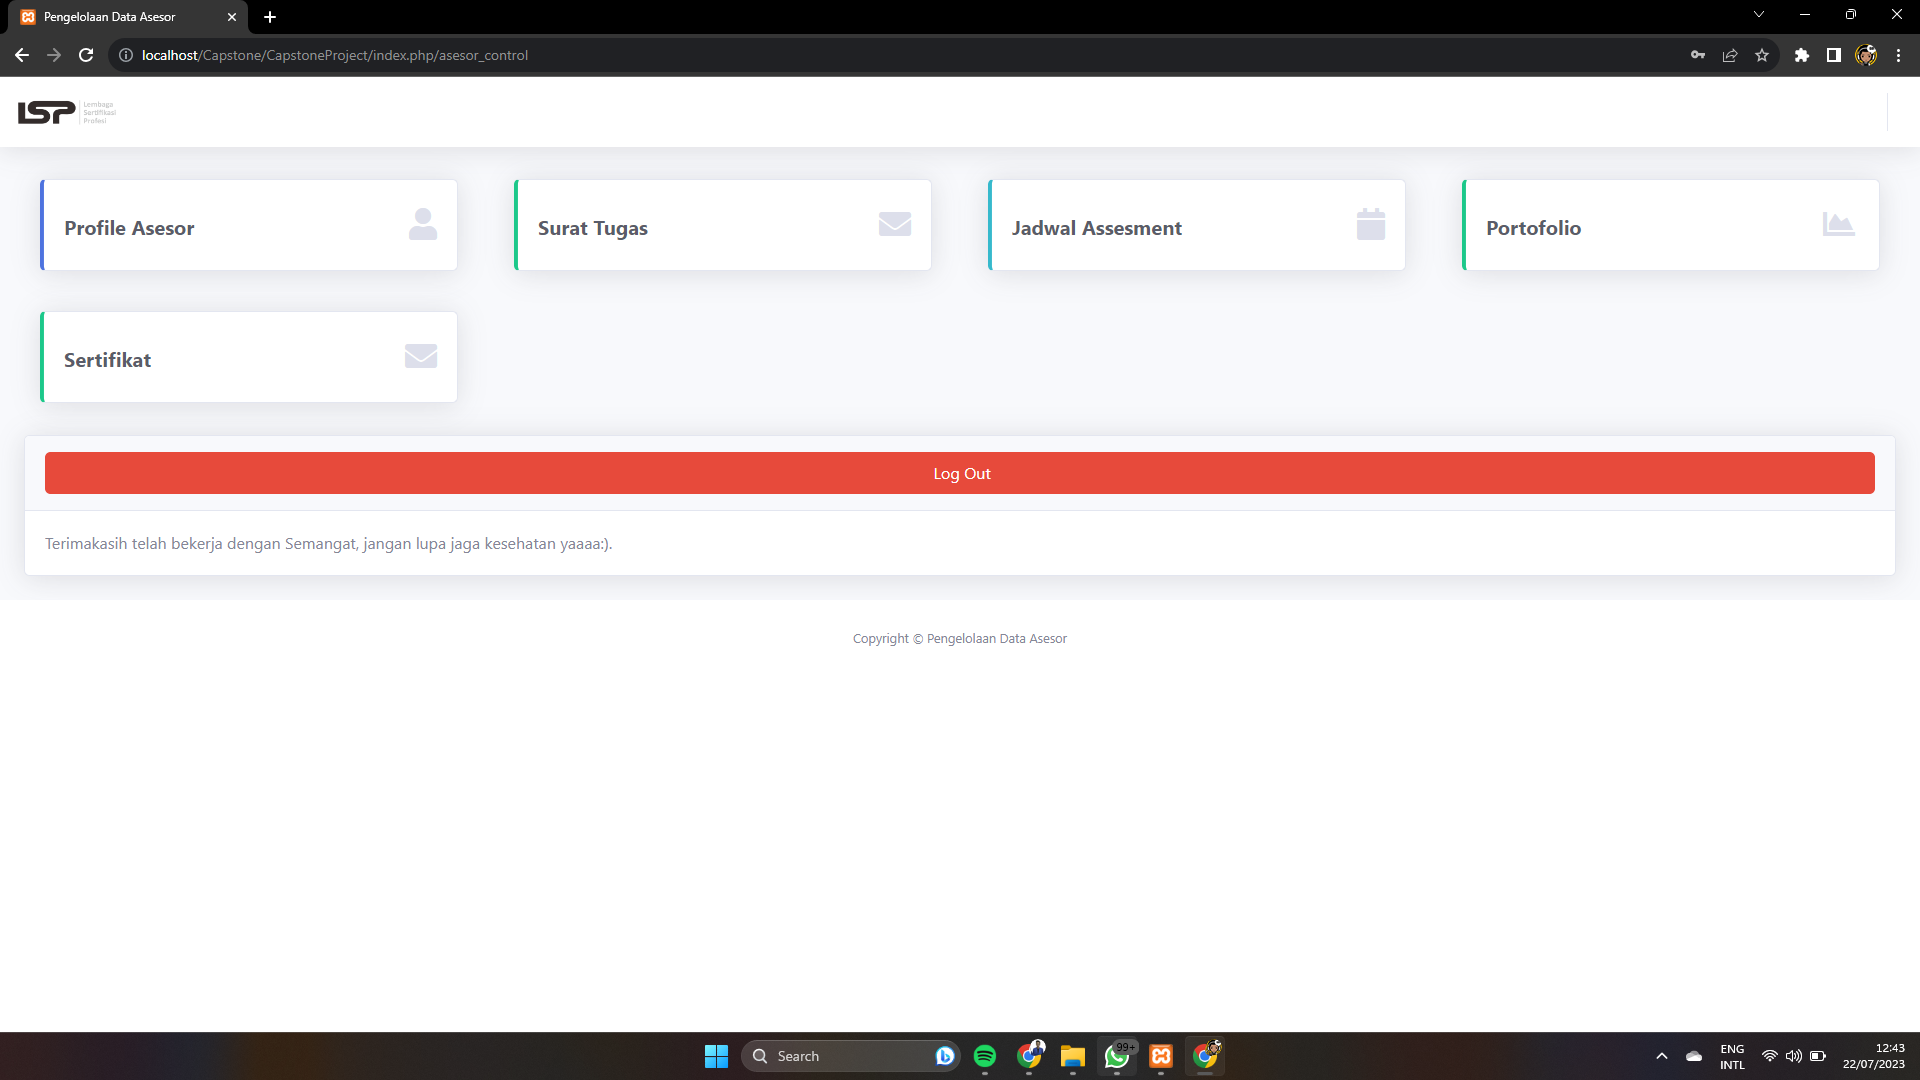 Pengelolaan Data Asesor
localhost/Capstone/CapstoneProject/index.php/asesor_control
LSP
Lembaga
Sertifikasi
Profesi
Profile Asesor
Surat Tugas
Jadwal Assesment
Portofolio
Sertifikat
Log Out
Terimakasih telah bekerja dengan Semangat, jangan lupa jaga kesehatan yaaaa:).
Copyright © Pengelolaan Data Asesor
Search
99+
ENG
INTL
12:43
22/07/2023